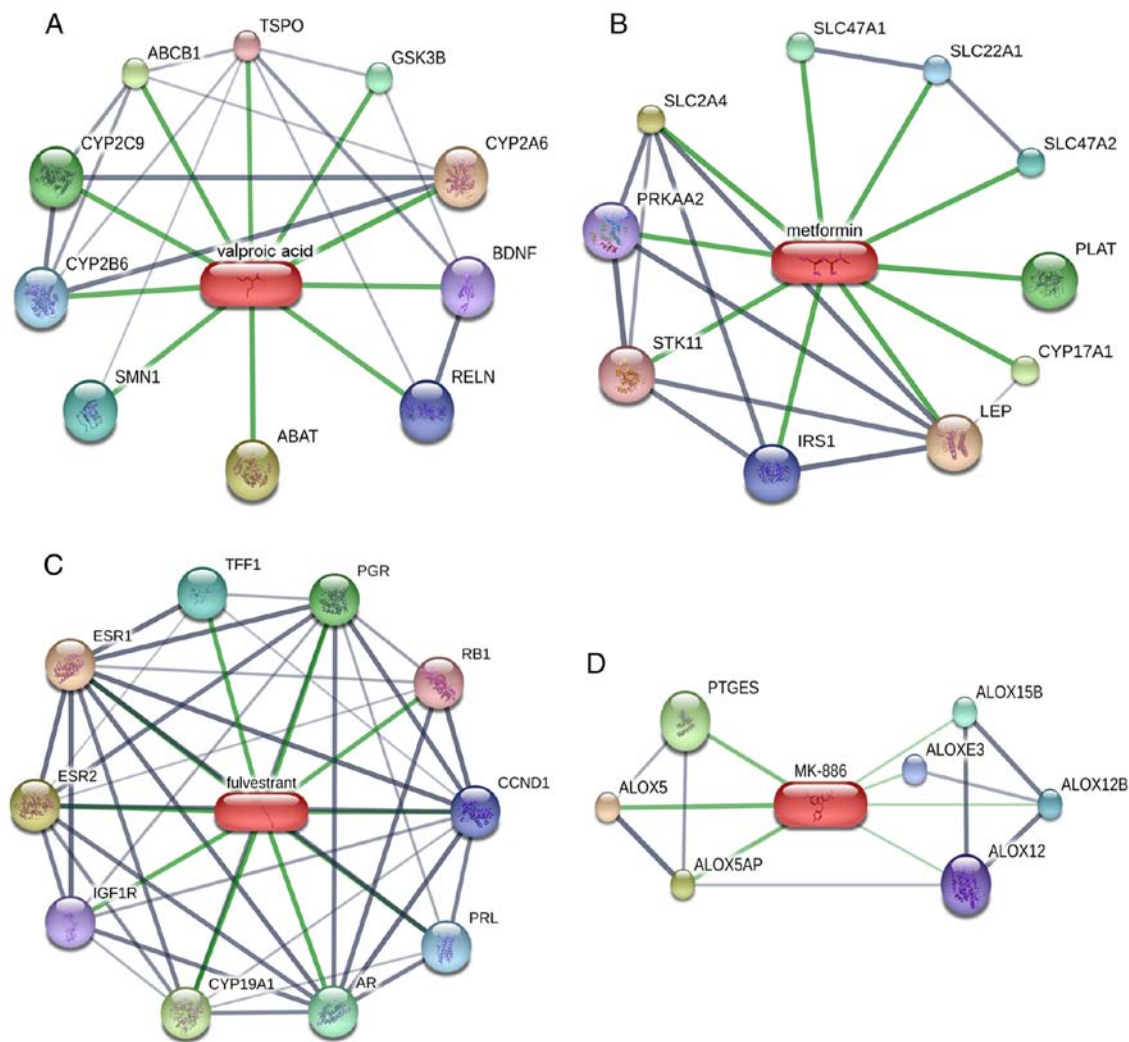 A
TSPO
ABCB1
GSK3B
CYP2C9
CYP2A6
valproic acid
CYP2B6
BDNF
SMN1
RELN
ABAT
B
SLC47A1
SLC22A1
SLC2A4
SLC47A2
PRKAA2
metformin
PLAT
STK11
CYP17A1
LEP
IRS1
C
TFF1
PGR
ESR1
RB1
ESR2
fulvestrant
CCND1
IGF1R
PRL
CYP19A1
AR
D
PTGES
ALOX15B
ALOXE3
ALOX5
MK-886
ALOX12B
ALOX5AP
ALOX12